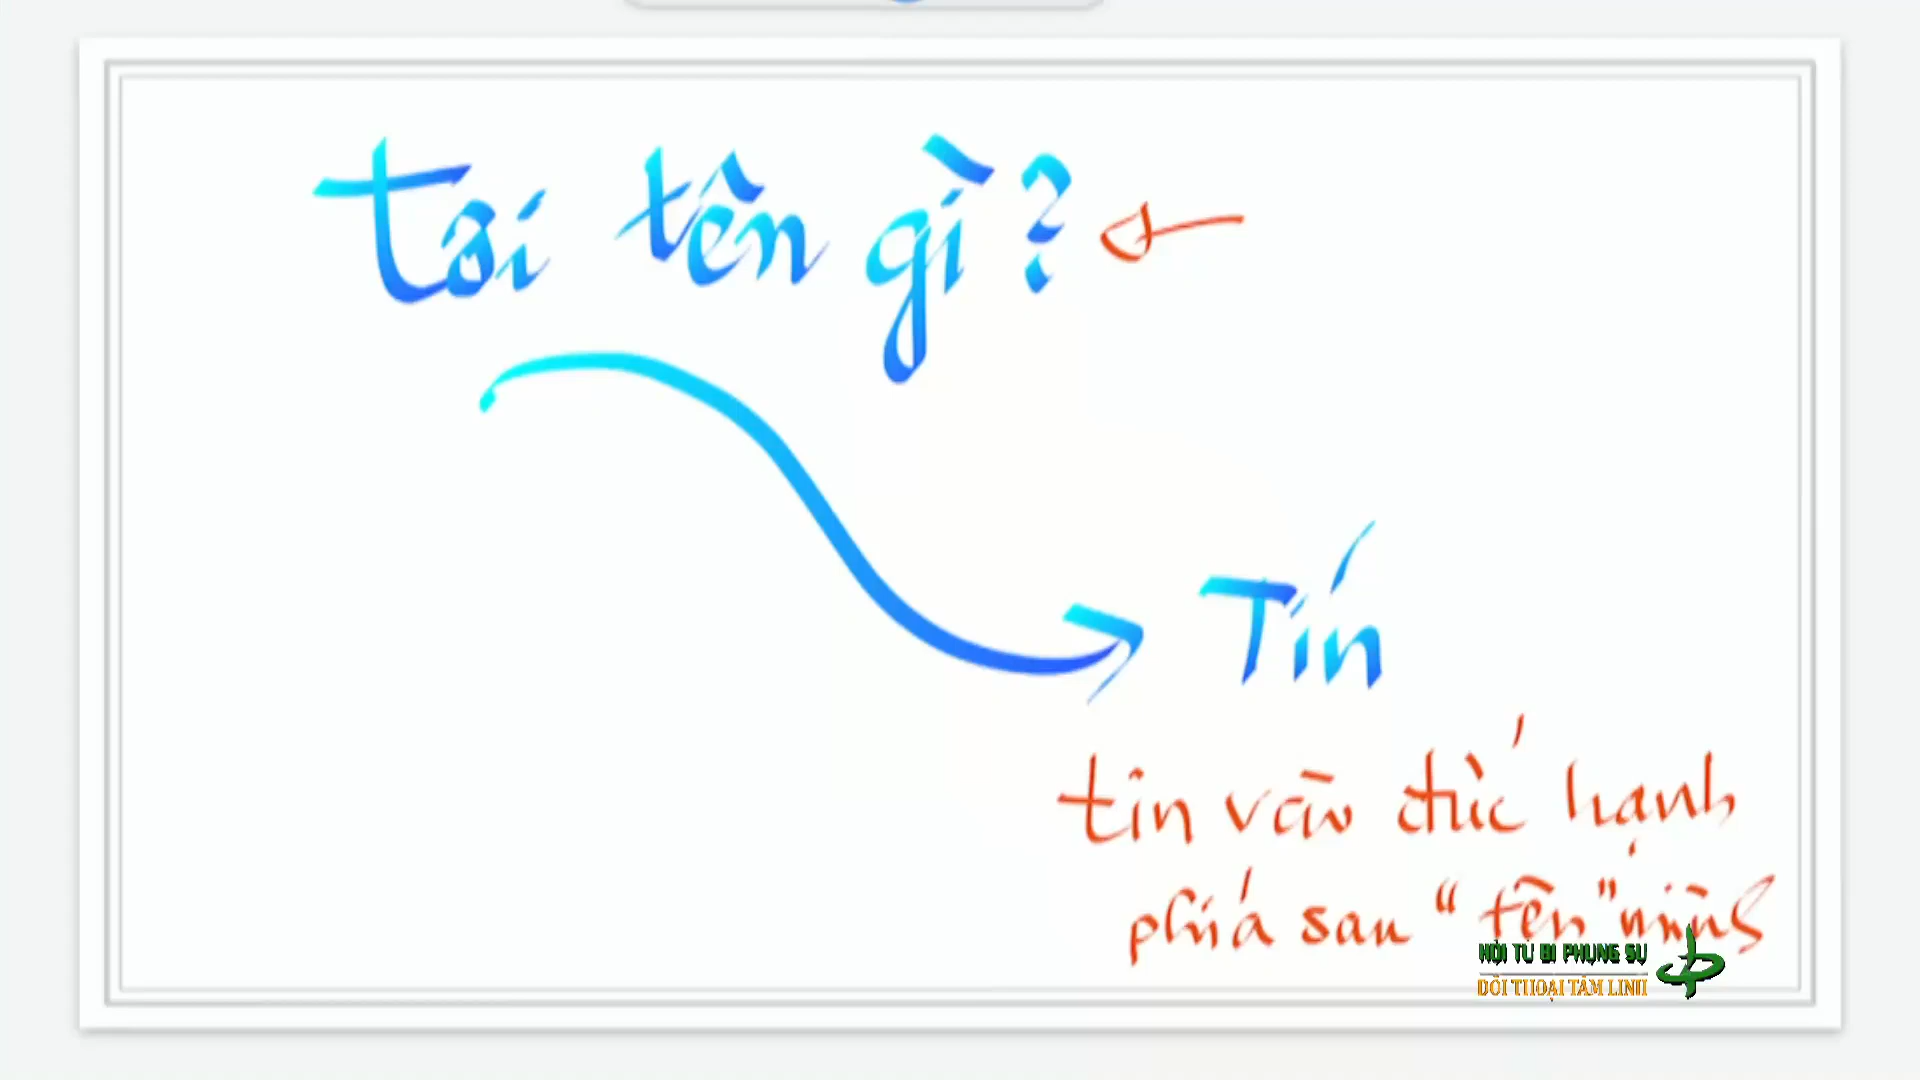 tôi tên gì?
Tín
tin vào đức hạnh
phía sau "tên" mình
HỘI TỪ BI PHỤNG SỰ
ĐỐI THOẠI TÂM LINH